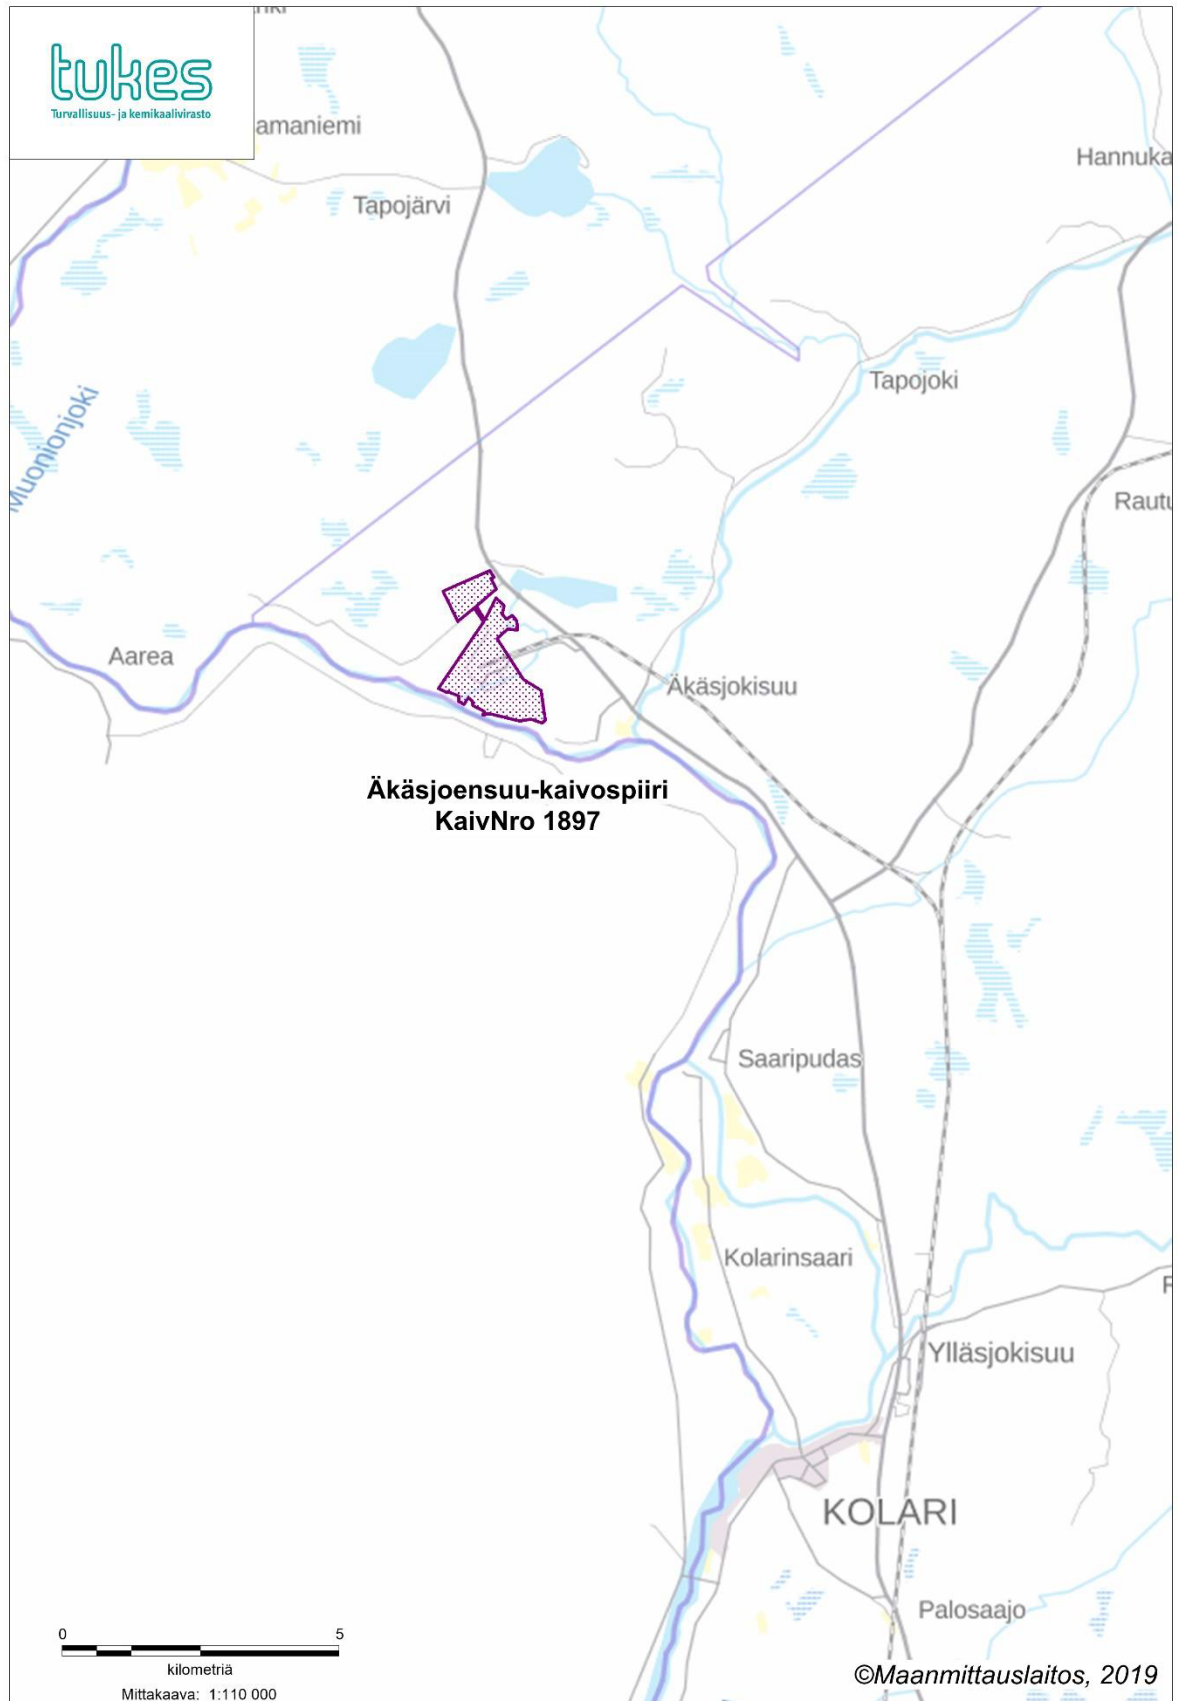 tukes
Turvallisuus- ja kemikaalivirasto
amaniemi
Hannuka
Tapojärvi
Tapojoki
Muonionjoki
Rautu
Aarea
Äkäsjokisuu
Äkäsjoensuu-kaivospiiri
KaivNro 1897
Saaripudas
Kolarinsaari
Ylläsjokisuu
KOLARI
Palosaajo
0 5
kilometriä
Mittakaava: 1:110 000
©Maanmittauslaitos, 2019